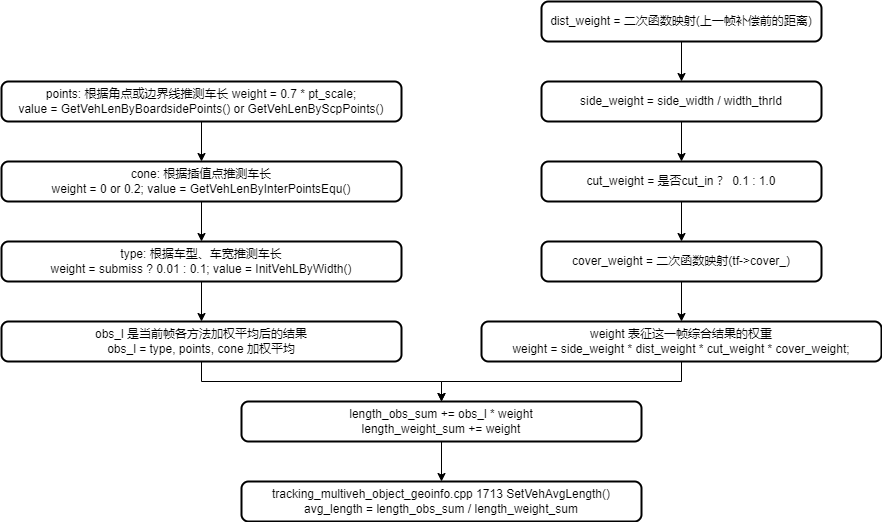 points: 根据角点或边界线推测车长 weight = 0.7 * pt_scale;
value = GetVehLenByBoardsidePoints() or GetVehLenByScpPoints()
cone: 根据插值点推测车长
weight = 0 or 0.2; value = GetVehLenByInterPointsEqu()
type: 根据车型、车宽推测车长
weight = submiss ? 0.01 : 0.1; value = InitVehLByWidth()
obs_l 是当前帧各方法加权平均后的结果
obs_l = type, points, cone 加权平均
dist_weight = 二次函数映射(上一帧补偿前的距离)
side_weight = side_width / width_thrld
cut_weight = 是否cut_in ? 0.1 : 1.0
cover_weight = 二次函数映射(tf->cover_)
weight 表征这一帧综合结果的权重
weight = side_weight * dist_weight * cut_weight * cover_weight;
length_obs_sum += obs_l * weight
length_weight_sum += weight
tracking_multiveh_object_geoinfo.cpp 1713 SetVehAvgLength()
avg_length = length_obs_sum / length_weight_sum